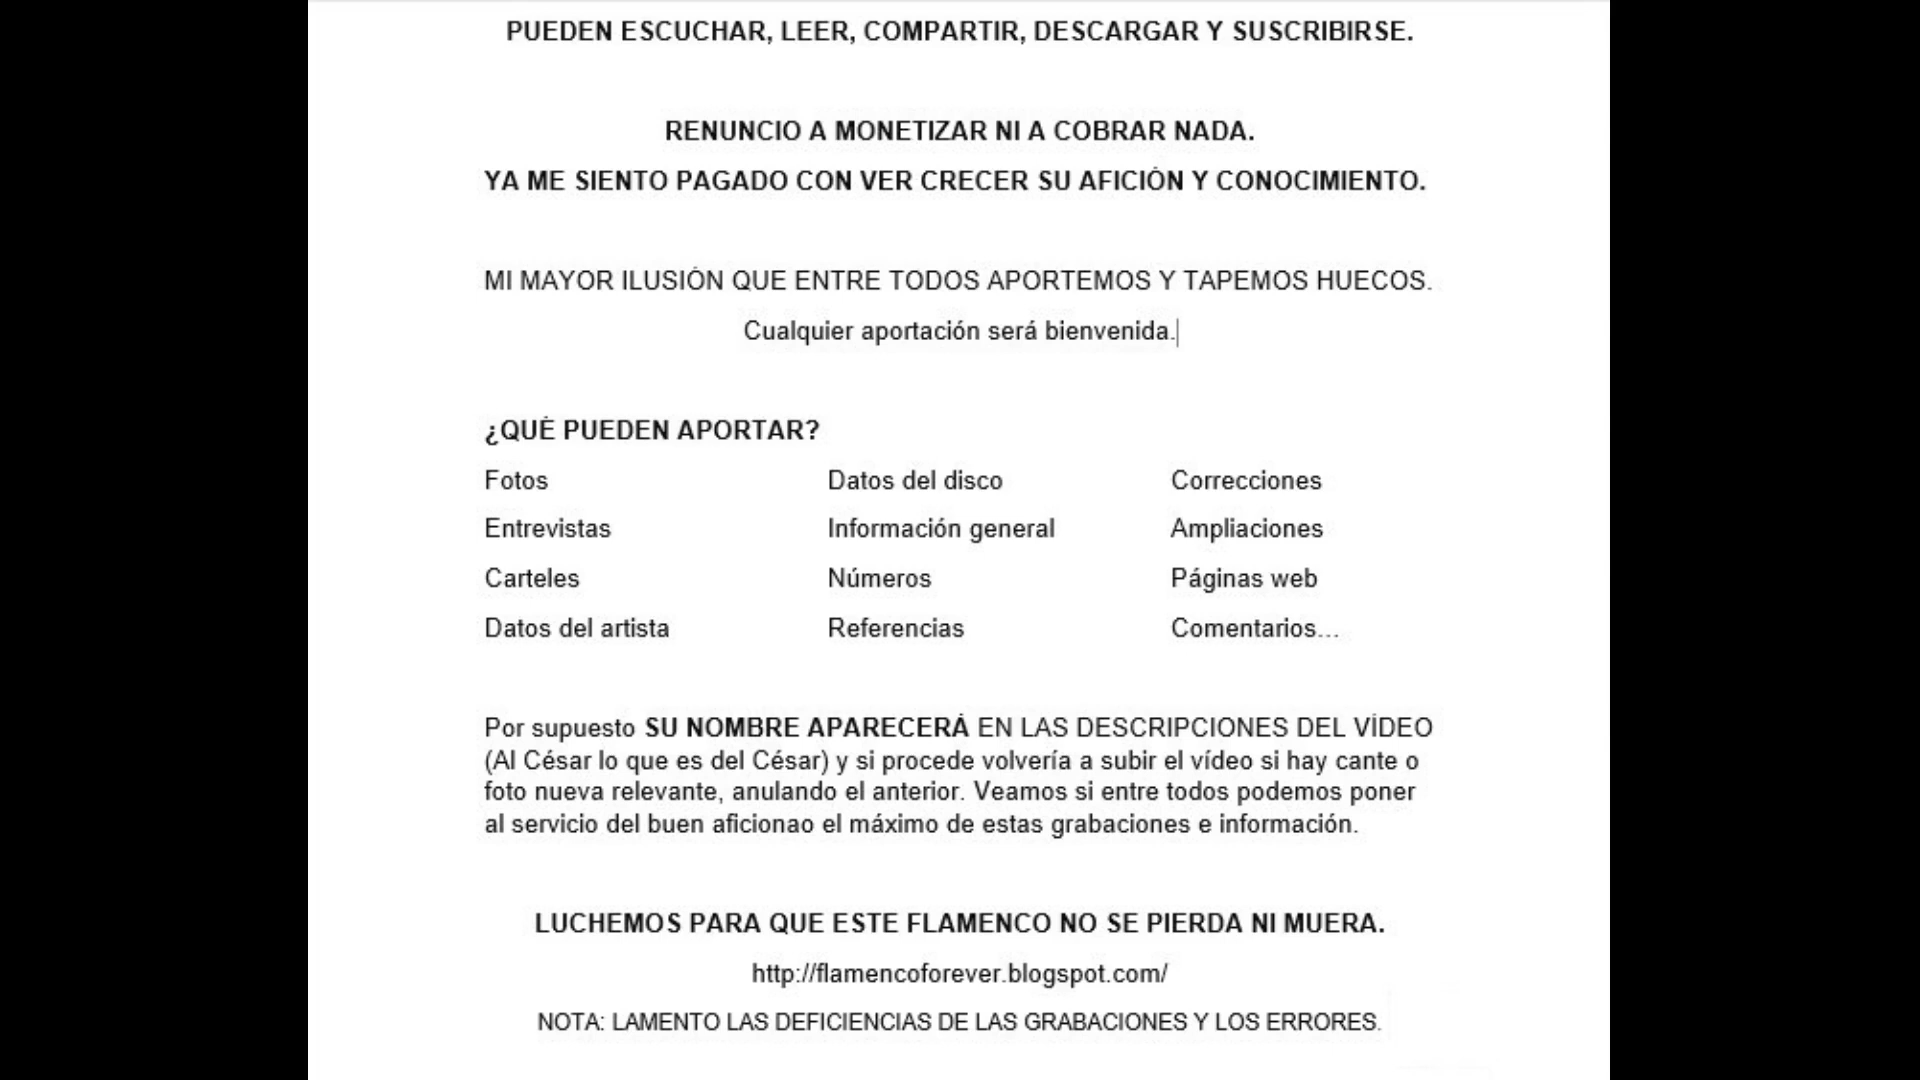 PUEDEN ESCUCHAR, LEER, COMPARTIR, DESCARGAR Y SUSCRIBIRSE.
RENUNCIO A MONETIZAR NI A COBRAR NADA.
YA ME SIENTO PAGADO CON VER CRECER SU AFICIÓN Y CONOCIMIENTO.
MI MAYOR ILUSIÓN QUE ENTRE TODOS APORTEMOS Y TAPEMOS HUECOS.
Cualquier aportación será bienvenida.
¿QUÉ PUEDEN APORTAR?
Fotos Datos del disco Correcciones
Entrevistas Información general Ampliaciones
Carteles Números Páginas web
Datos del artista Referencias Comentarios...
Por supuesto SU NOMBRE APARECERÁ EN LAS DESCRIPCIONES DEL VÍDEO
(Al César lo que es del César) y si procede volvería a subir el vídeo si hay cante o
foto nueva relevante, anulando el anterior. Veamos si entre todos podemos poner
al servicio del buen aficionao el máximo de estas grabaciones e información.
LUCHEMOS PARA QUE ESTE FLAMENCO NO SE PIERDA NI MUERA.
http://flamencoforever.blogspot.com/
NOTA: LAMENTO LAS DEFICIENCIAS DE LAS GRABACIONES Y LOS ERRORES.